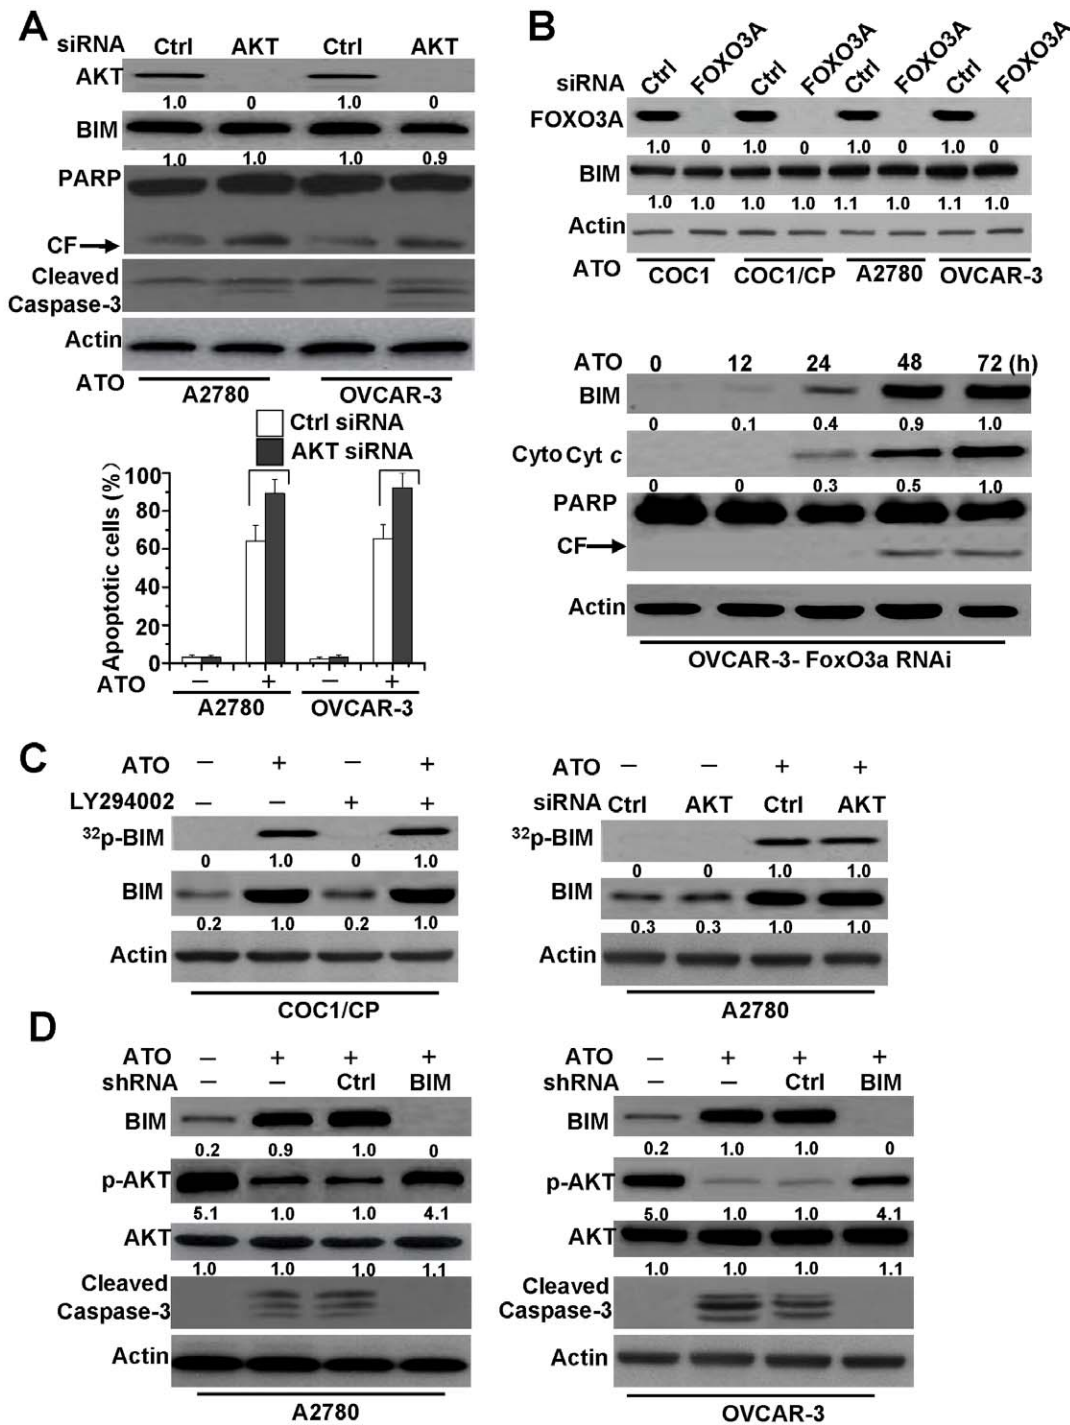 A
siRNA Ctrl AKT Ctrl AKT
AKT
1.0 0 1.0 0
BIM
1.0 1.0 1.0 0.9
PARP
CF
Cleaved
Caspase-3
Actin
ATO
A2780 OVCAR-3
Ctrl siRNA
AKT siRNA
Apoptotic cells (%)
100
80
60
40
20
0
ATO − + − +
A2780 OVCAR-3
B
siRNA Ctrl FOXO3A Ctrl FOXO3A Ctrl FOXO3A Ctrl FOXO3A
FOXO3A
1.0 0 1.0 0 1.0 0 1.0 0
BIM
1.0 1.0 1.0 1.0 1.1 1.0 1.1 1.0
Actin
ATO COC1 COC1/CP A2780 OVCAR-3
ATO 0 12 24 48 72 (h)
BIM
0 0.1 0.4 0.9 1.0
Cyto Cyt c
0 0 0.3 0.5 1.0
PARP
CF
Actin
OVCAR-3- FoxO3a RNAi
C
ATO − + − +
LY294002 − − + +
32p-BIM
0 1.0 0 1.0
BIM
0.2 1.0 0.2 1.0
Actin
COC1/CP
ATO − − + +
siRNA Ctrl AKT Ctrl AKT
32p-BIM
0 0 1.0 1.0
BIM
0.3 0.3 1.0 1.0
Actin
A2780
D
ATO − + + +
shRNA − − Ctrl BIM
BIM
0.2 0.9 1.0 0
p-AKT
5.1 1.0 1.0 4.1
AKT
1.0 1.0 1.0 1.1
Cleaved
Caspase-3
Actin
A2780
ATO − + + +
shRNA − − Ctrl BIM
BIM
0.2 1.0 1.0 0
p-AKT
5.0 1.0 1.0 4.1
AKT
1.0 1.0 1.0 1.1
Cleaved
Caspase-3
Actin
OVCAR-3